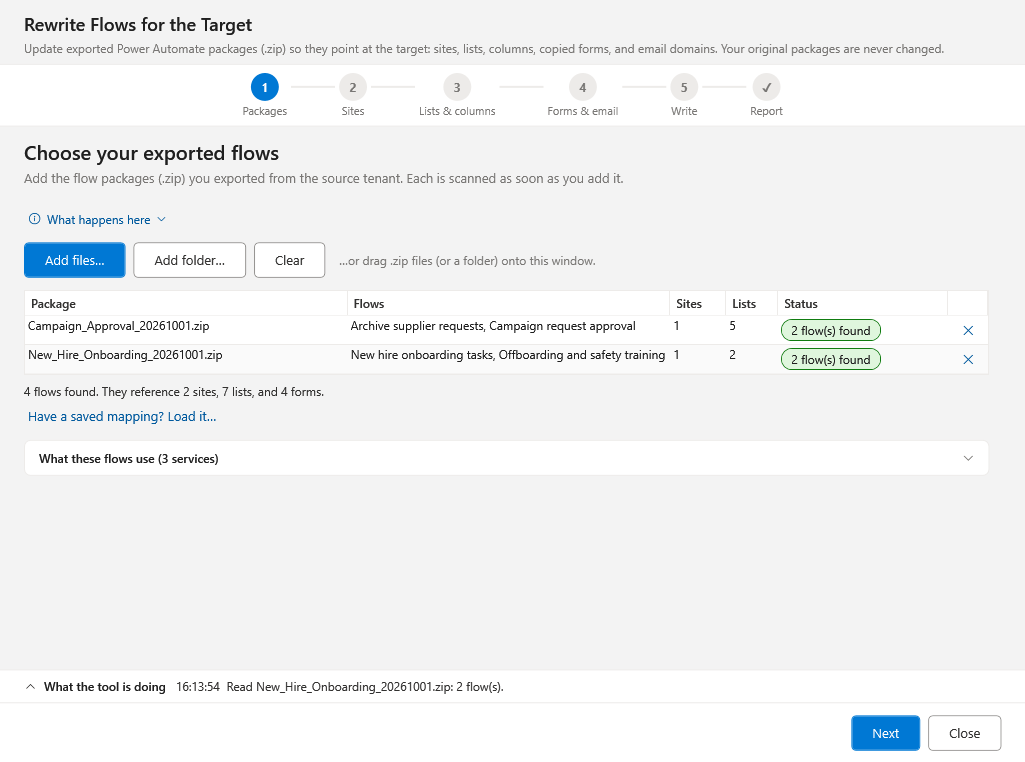 Rewrite Flows for the Target
Update exported Power Automate packages (.zip) so they point at the target: sites, lists, columns, copied forms, and email domains. Your original packages are never changed.
1 2 3 4 5 ✓
Packages Sites Lists & columns Forms & email Write Report
Choose your exported flows
Add the flow packages (.zip) you exported from the source tenant. Each is scanned as soon as you add it.
What happens here
Add files... Add folder... Clear ...or drag .zip files (or a folder) onto this window.
Package Flows Sites Lists Status
Campaign_Approval_20261001.zip Archive supplier requests, Campaign request approval 1 5 2 flow(s) found
New_Hire_Onboarding_20261001.zip New hire onboarding tasks, Offboarding and safety training 1 2 2 flow(s) found
4 flows found. They reference 2 sites, 7 lists, and 4 forms.
Have a saved mapping? Load it...
What these flows use (3 services)
What the tool is doing 16:13:54 Read New_Hire_Onboarding_20261001.zip: 2 flow(s).
Next Close